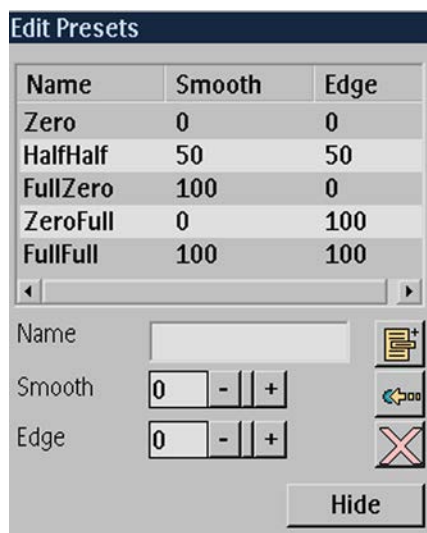 Edit Presets
Name Smooth Edge
Zero 0 0
HalfHalf 50 50
FullZero 100 0
ZeroFull 0 100
FullFull 100 100
Name
Smooth 0 - +
Edge 0 - +
Hide